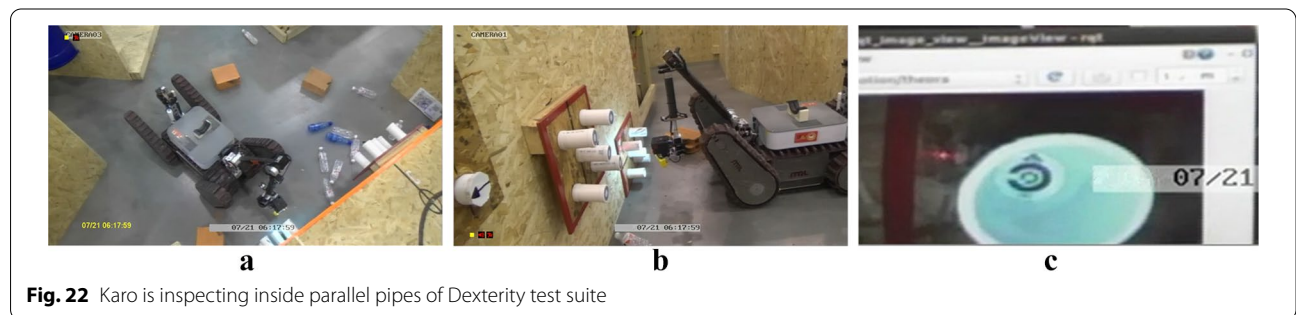 CAMERA03
07/21 06:17:59
07/21 06:17:59
CAMERA01
07/21 06:17:59
07/21
a
b
c
Fig. 22 Karo is inspecting inside parallel pipes of Dexterity test suite